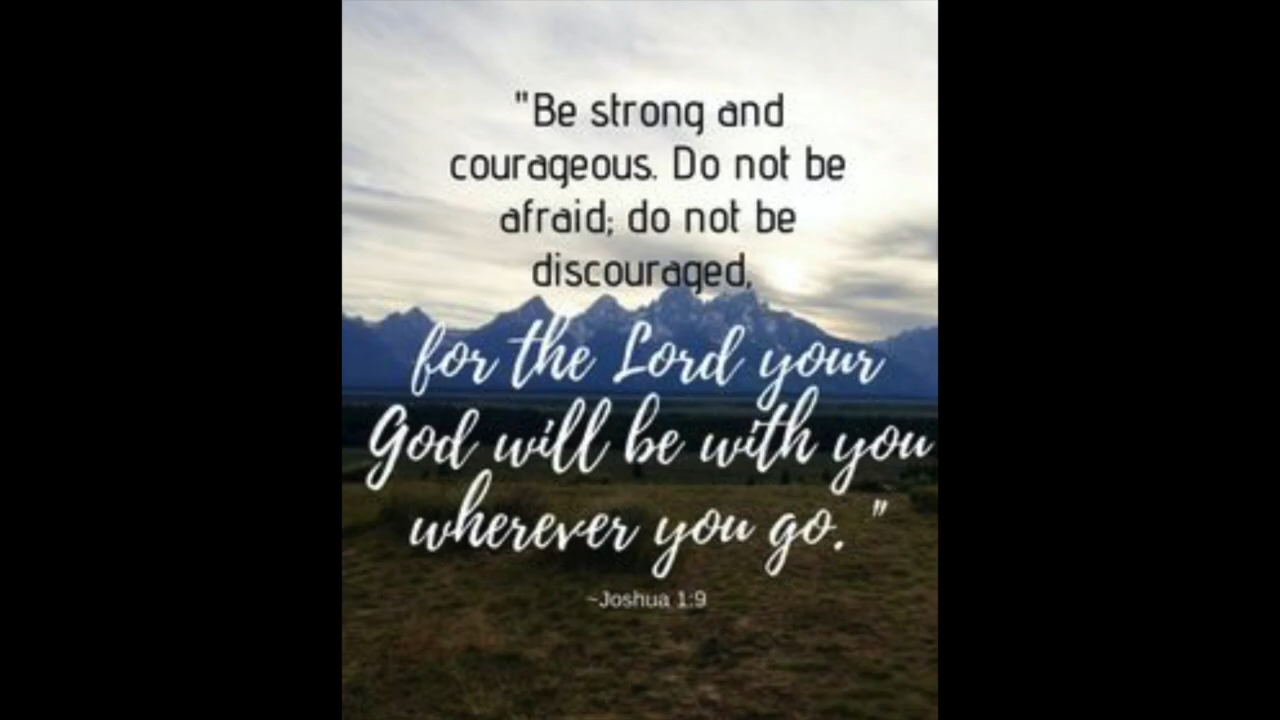 "Be strong and
courageous. Do not be
afraid; do not be
discouraged,
for the Lord your
God will be with you
wherever you go. "
~Joshua 1:9